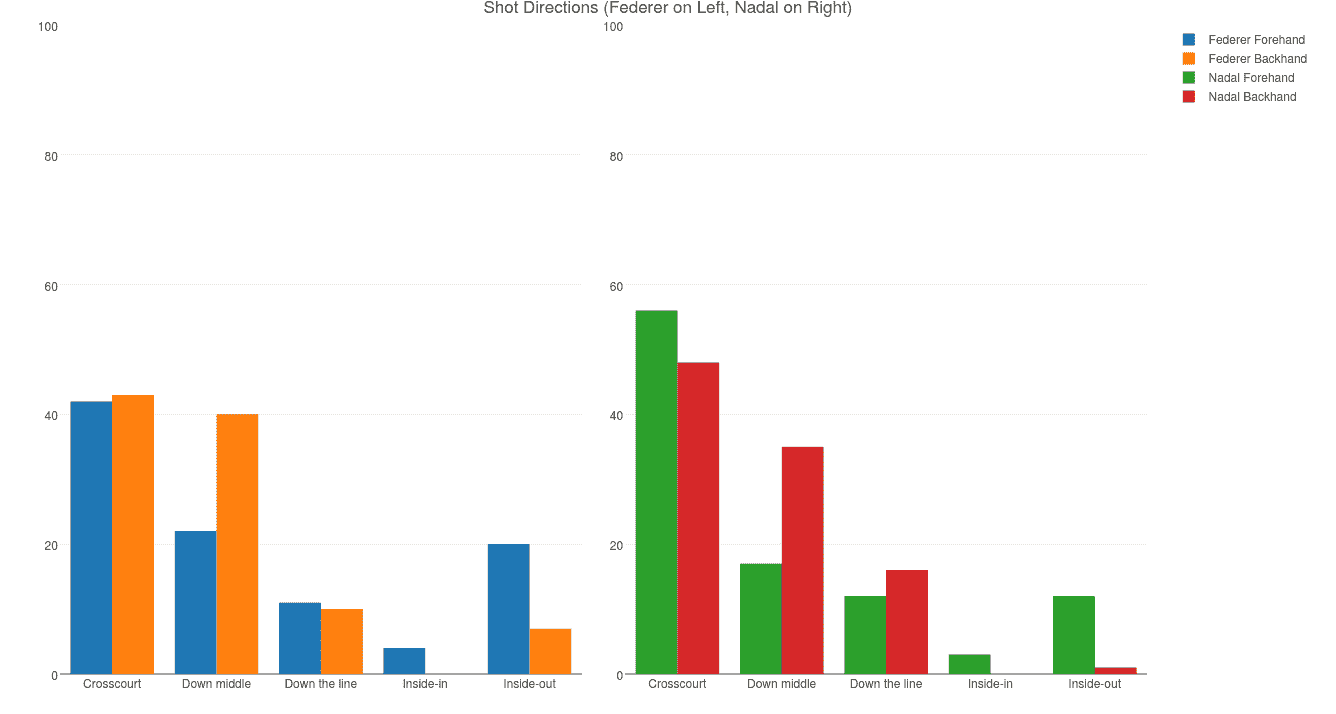 Shot Directions (Federer on Left, Nadal on Right)
100
80
60
40
20
0
Crosscourt Down middle Down the line Inside-in Inside-out
100
80
60
40
20
0
Crosscourt Down middle Down the line Inside-in Inside-out
Federer Forehand
Federer Backhand
Nadal Forehand
Nadal Backhand